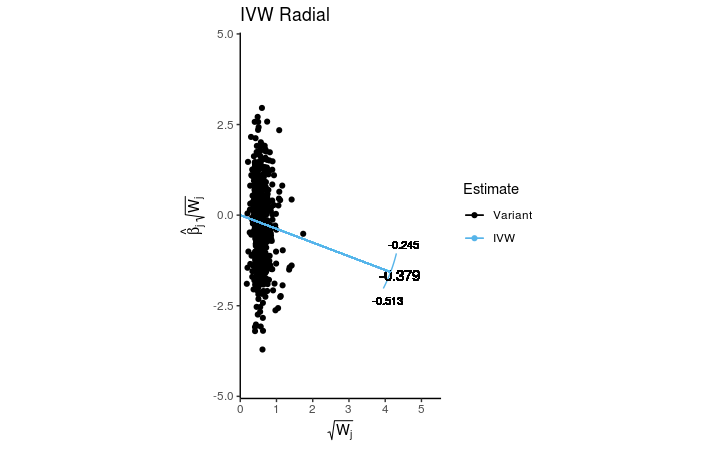 IVW Radial
5.0
2.5
0.0
-2.5
-5.0
β̂ⱼ√Wⱼ
0
1
2
3
4
5
√Wⱼ
-0.245
-0.379
-0.513
Estimate
Variant
IVW